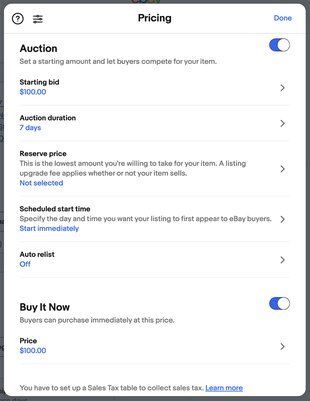 Pricing
Done
Auction
Set a starting amount and let buyers compete for your item.
Starting bid
$100.00
Auction duration
7 days
Reserve price
This is the lowest amount you're willing to take for your item. A listing
upgrade fee applies whether or not your item sells.
Not selected
Scheduled start time
Specify the day and time you want your listing to first appear to eBay buyers.
Start immediately
Auto relist
Off
Buy It Now
Buyers can purchase immediately at this price.
Price
$100.00
You have to set up a Sales Tax table to collect sales tax. Learn more